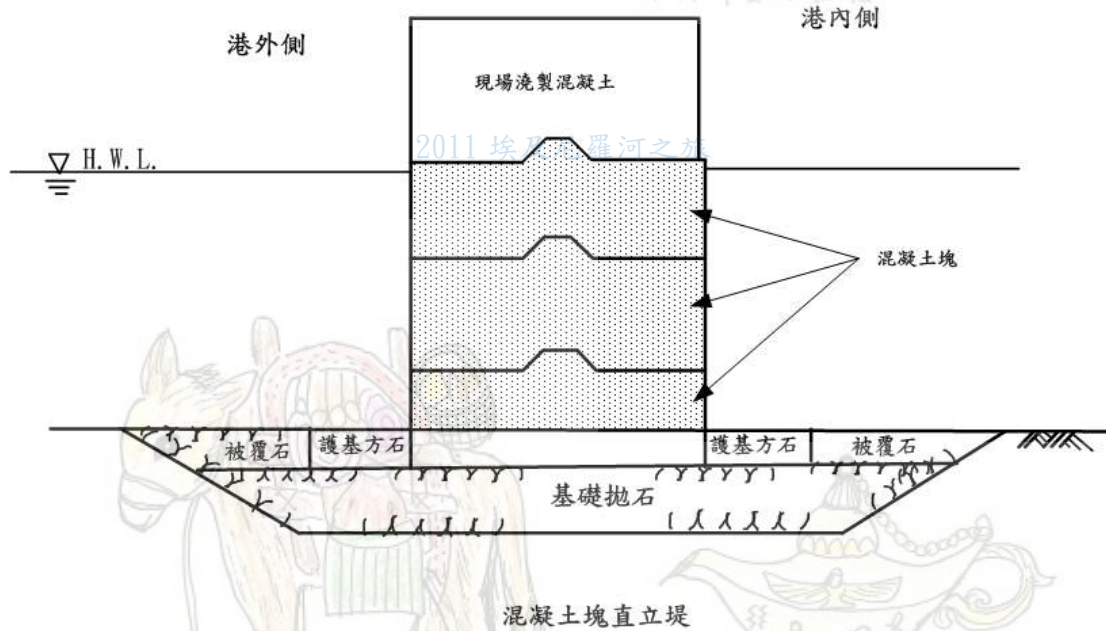 港外側
港內側
現場澆製混凝土
2011 埃及尼羅河之旅
H.W.L.
混凝土塊
被覆石
護基方石
護基方石
被覆石
基礎拋石
混凝土塊直立堤